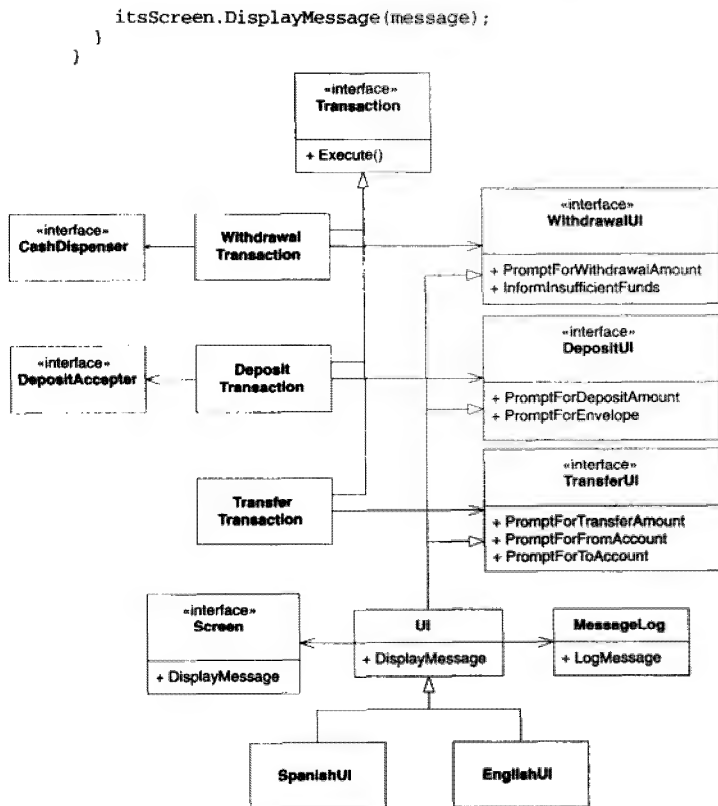 itsScreen.DisplayMessage(message);
}
}
«interface»
Transaction
+ Execute()
«interface»
CashDispenser
Withdrawal
Transaction
«interface»
WithdrawalUI
+ PromptForWithdrawalAmount
+ InformInsufficientFunds
«interface»
DepositAccepter
Deposit
Transaction
«interface»
DepositUI
+ PromptForDepositAmount
+ PromptForEnvelope
Transfer
Transaction
«interface»
TransferUI
+ PromptForTransferAmount
+ PromptForFromAccount
+ PromptForToAccount
«interface»
Screen
+ DisplayMessage
UI
+ DisplayMessage
MessageLog
+ LogMessage
SpanishUI
EnglishUI